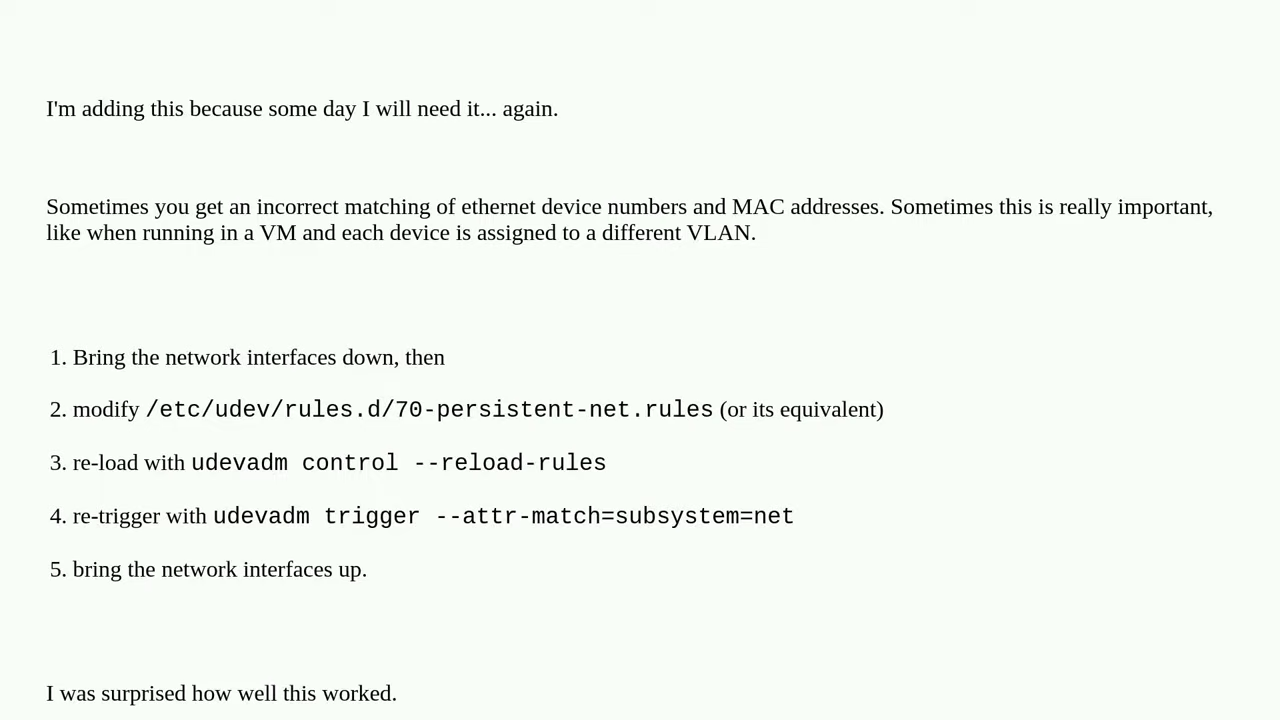 I'm adding this because some day I will need it... again.
Sometimes you get an incorrect matching of ethernet device numbers and MAC addresses. Sometimes this is really important,
like when running in a VM and each device is assigned to a different VLAN.
1. Bring the network interfaces down, then
2. modify /etc/udev/rules.d/70-persistent-net.rules (or its equivalent)
3. re-load with udevadm control --reload-rules
4. re-trigger with udevadm trigger --attr-match=subsystem=net
5. bring the network interfaces up.
I was surprised how well this worked.